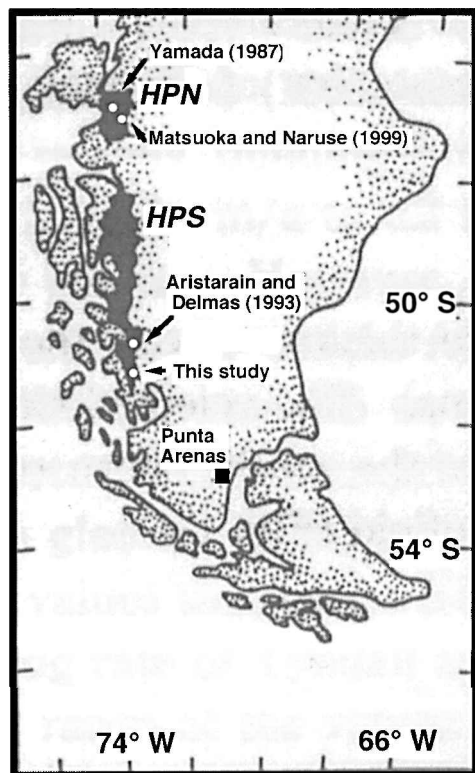 Yamada (1987)
HPN
Matsuoka and Naruse (1999)
HPS
Aristarain and
Delmas (1993)
50° S
This study
Punta
Arenas
54° S
74° W
66° W